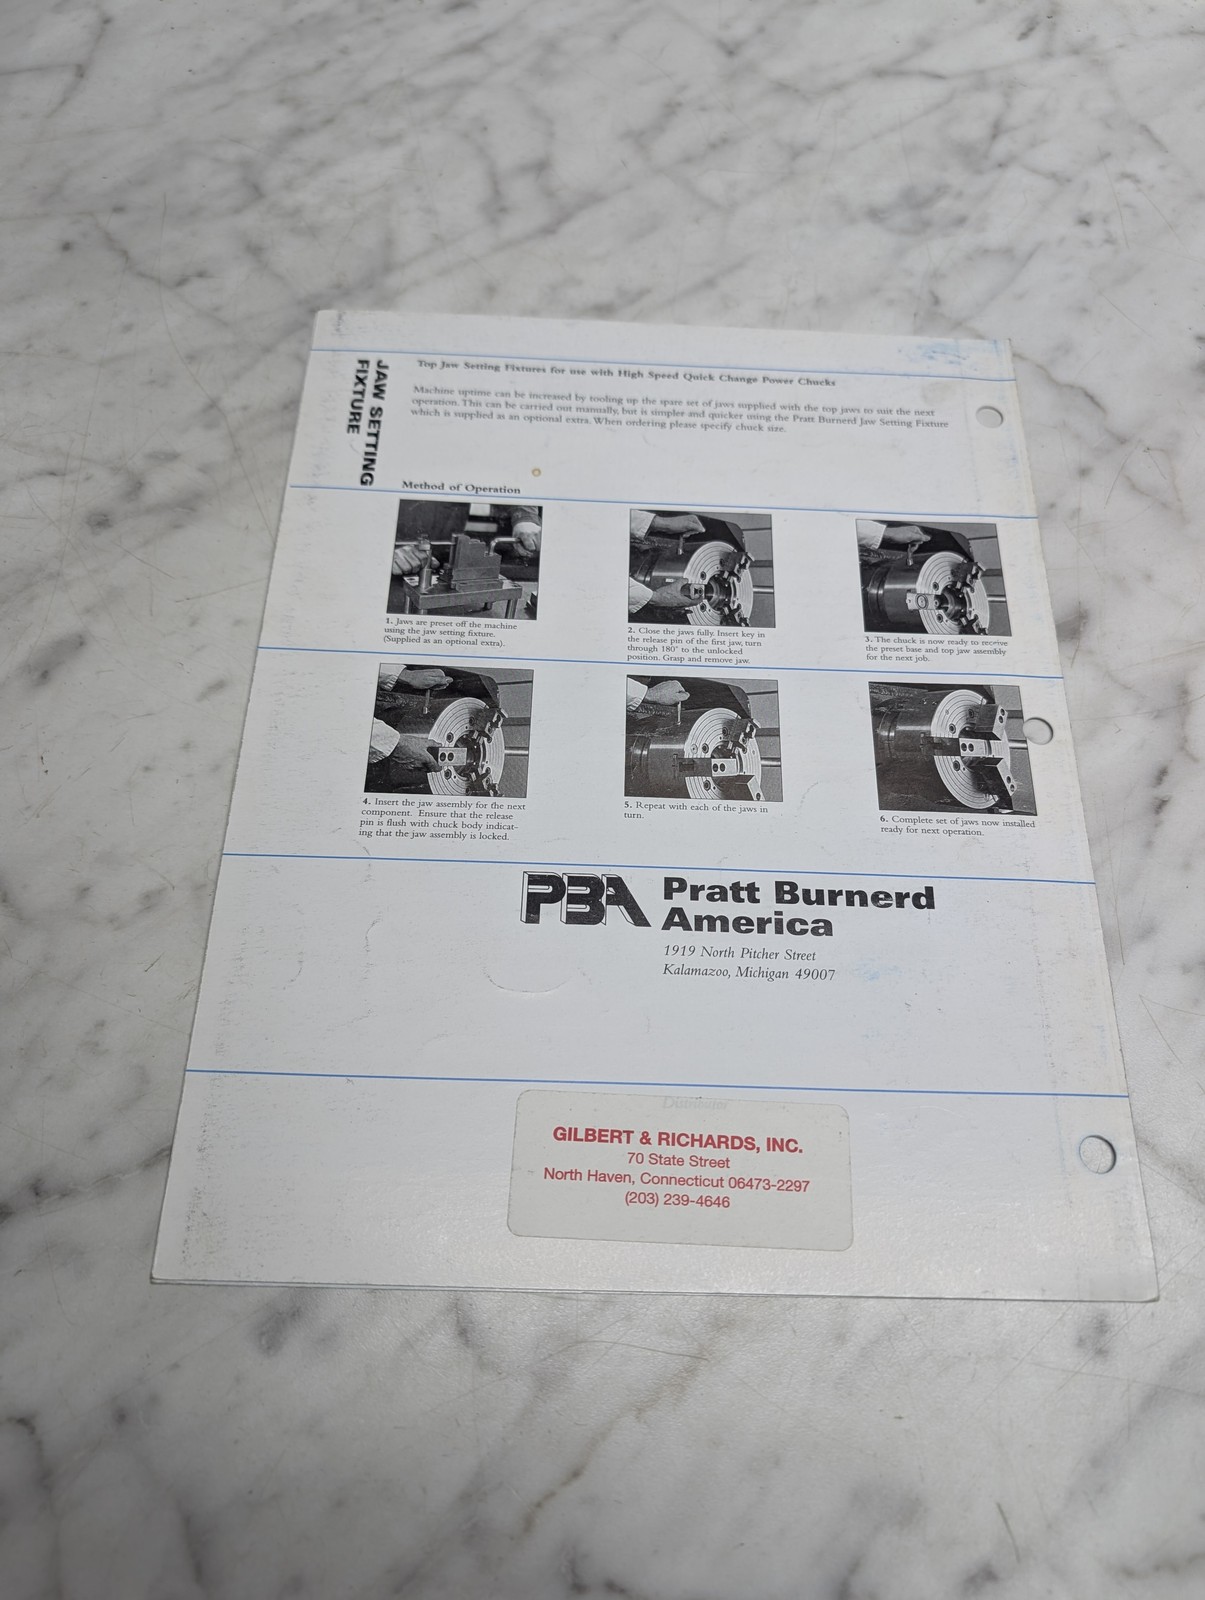 JAW SETTING
FIXTURE
Top Jaw Setting Fixtures for use with High Speed Quick Change Power Chucks
Machine uptime can be increased by tooling up the spare set of jaws supplied with the top jaws to suit the next
operation. This can be carried out manually, but is simpler and quicker using the Pratt Burnerd Jaw Setting Fixture
which is supplied as an optional extra. When ordering please specify chuck size.
Method of Operation
1. Jaws are preset off the machine
using the jaw setting fixture.
(Supplied as an optional extra).
2. Close the jaws fully. Insert key in
the release pin of the first jaw, turn
through 180° to the unlocked
position. Grasp and remove jaw.
3. The chuck is now ready to receive
the preset base and top jaw assembly
for the next job.
4. Insert the jaw assembly for the next
component. Ensure that the release
pin is flush with chuck body indicat-
ing that the jaw assembly is locked.
5. Repeat with each of the jaws in
turn.
6. Complete set of jaws now installed
ready for next operation.
PBA
Pratt Burnerd
America
1919 North Pitcher Street
Kalamazoo, Michigan 49007
Distributor
GILBERT & RICHARDS, INC.
70 State Street
North Haven, Connecticut 06473-2297
(203) 239-4646